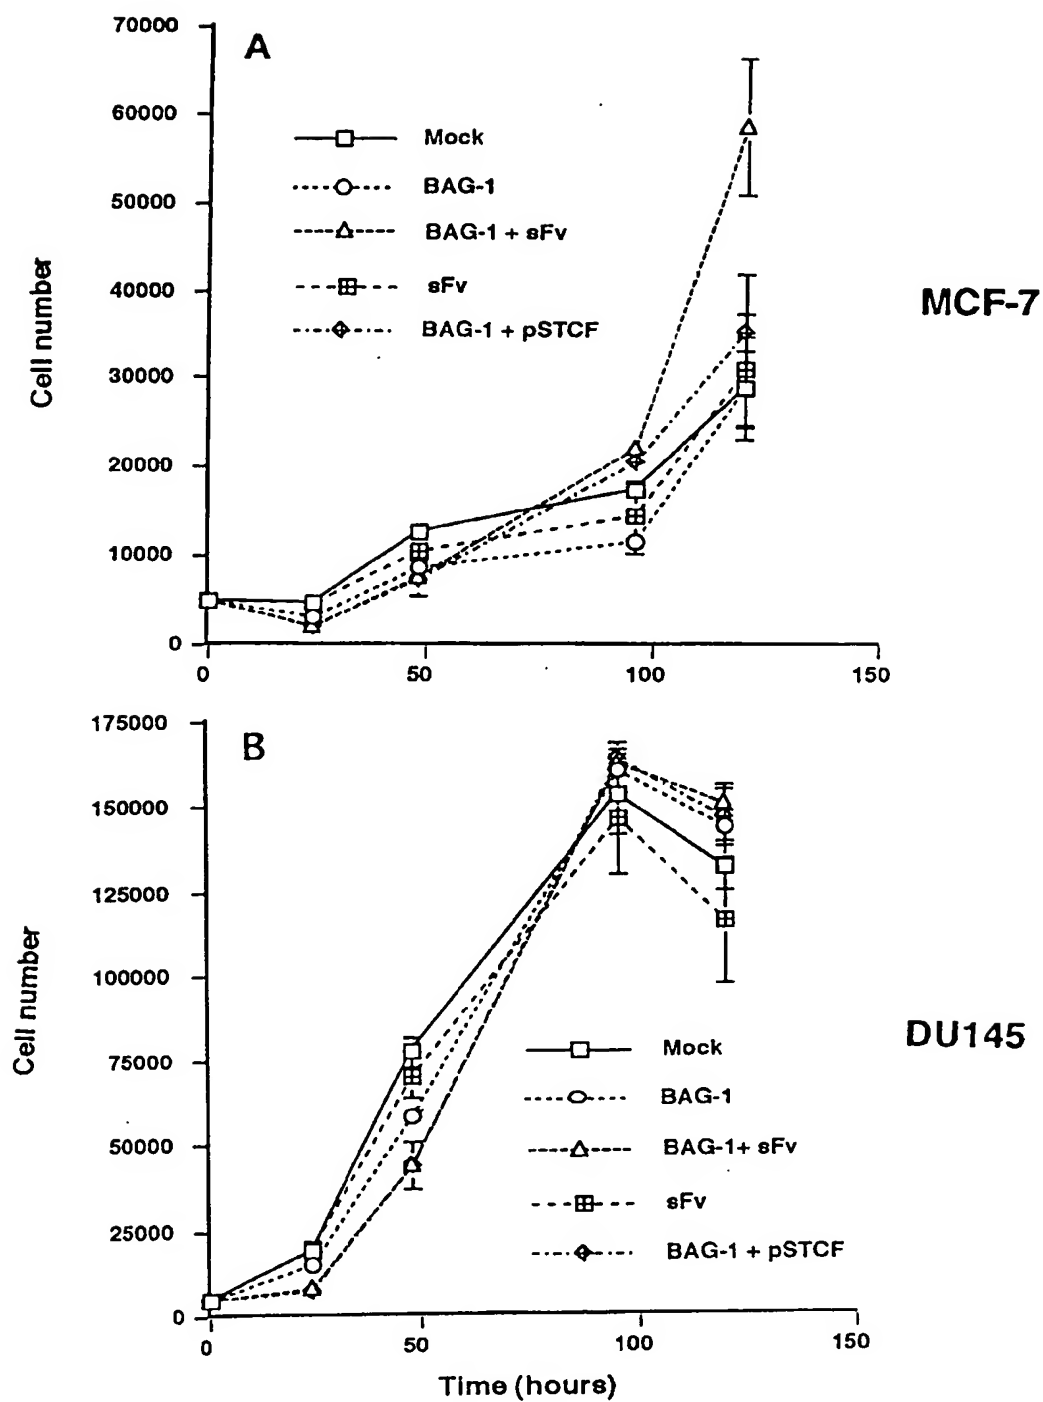 70000
A
60000
50000
40000
30000
20000
10000
0
Cell number
Mock
BAG-1
BAG-1 + sFv
sFv
BAG-1 + pSTCF
MCF-7
0 50 100 150
175000
B
150000
125000
100000
75000
50000
25000
0
Cell number
DU145
Mock
BAG-1
BAG-1+ sFv
sFv
BAG-1 + pSTCF
0 50 100 150
Time (hours)